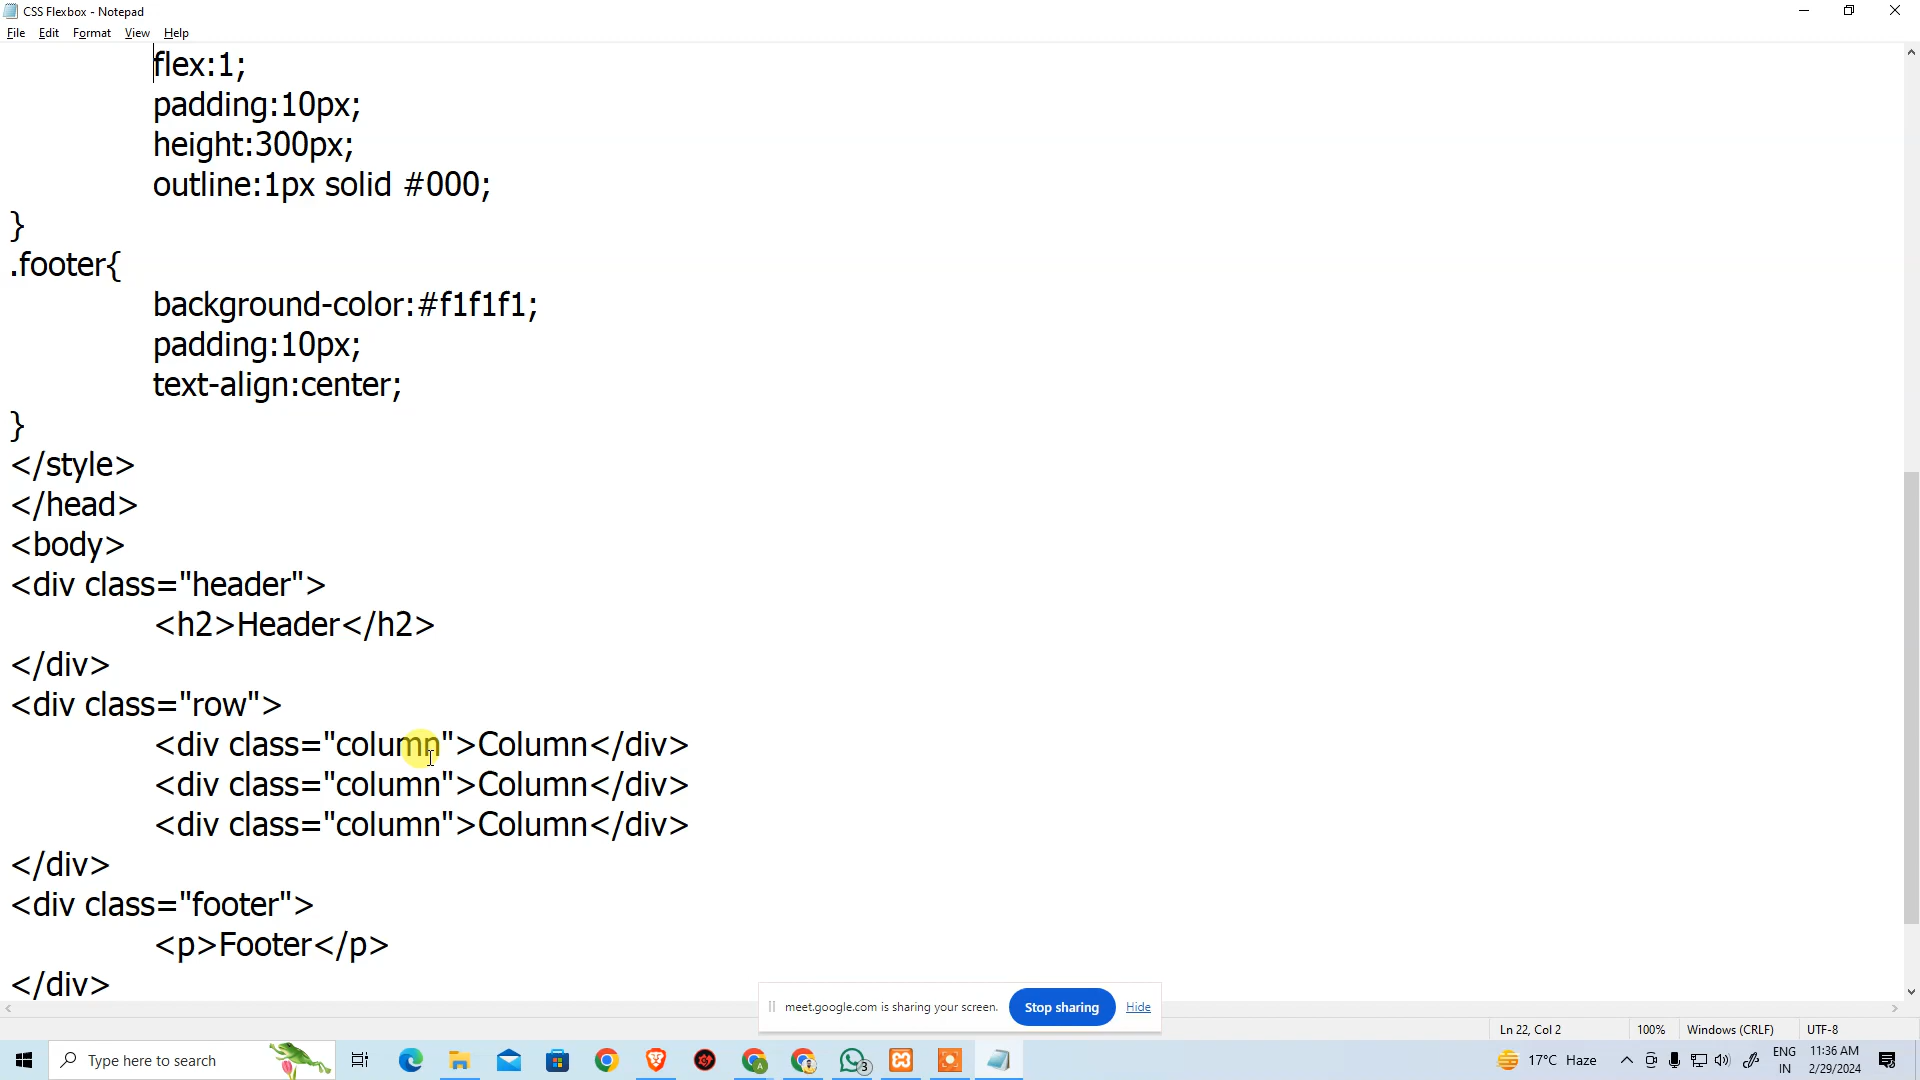 CSS Flexbox - Notepad
File Edit Format View Help
flex:1;
padding:10px;
height:300px;
outline:1px solid #000;
}
.footer{
background-color:#f1f1f1;
padding:10px;
text-align:center;
}
</style>
</head>
<body>
<div class="header">
<h2>Header</h2>
</div>
<div class="row">
<div class="column">Column</div>
<div class="column">Column</div>
<div class="column">Column</div>
</div>
<div class="footer">
<p>Footer</p>
</div>
meet.google.com is sharing your screen. Stop sharing Hide
Ln 22, Col 2 100% Windows (CRLF) UTF-8
Type here to search A 3 17°C Haze ENG IN 11:36 AM 2/29/2024